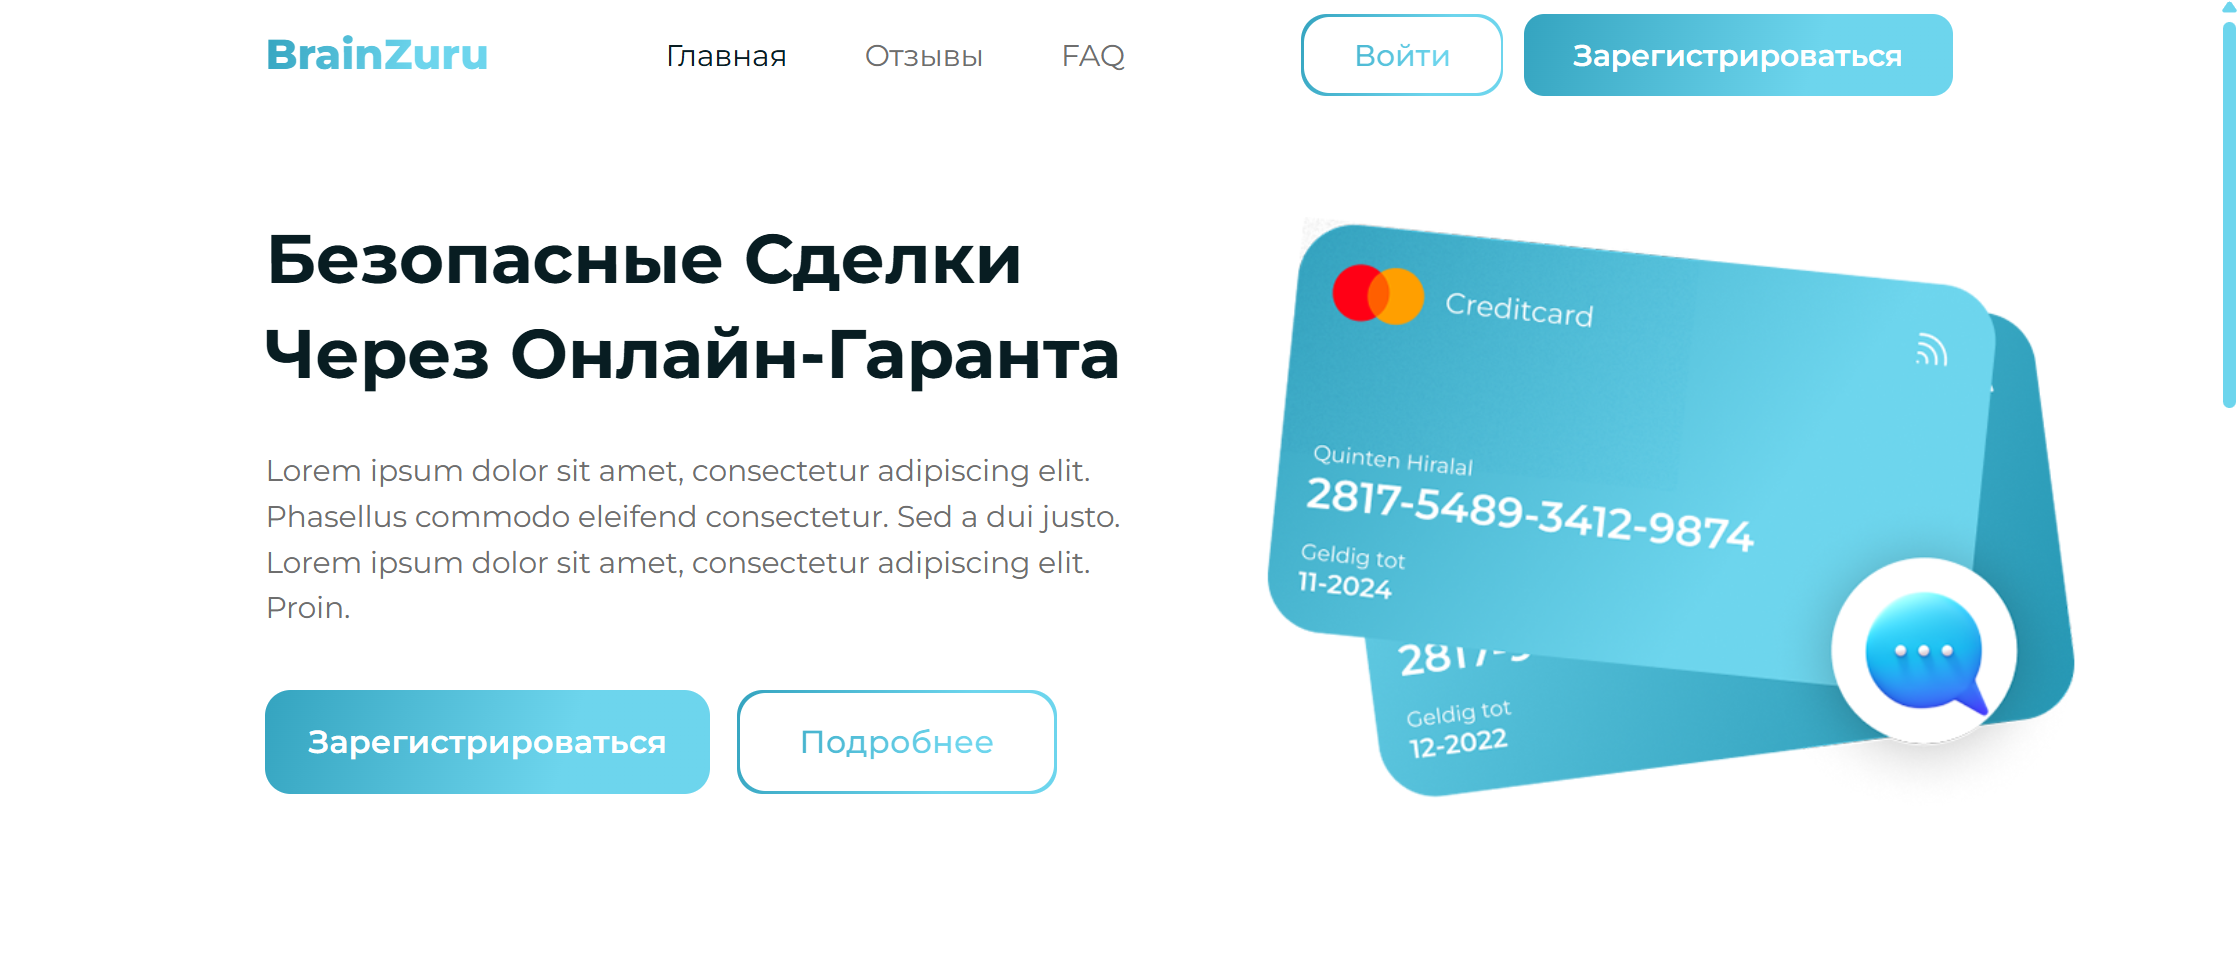 BrainZuru
Главная
Отзывы
FAQ
Войти
Зарегистрироваться
Безопасные Сделки
Через Онлайн-Гаранта
Lorem ipsum dolor sit amet, consectetur adipiscing elit.
Phasellus commodo eleifend consectetur. Sed a dui justo.
Lorem ipsum dolor sit amet, consectetur adipiscing elit.
Proin.
Зарегистрироваться
Подробнее
Creditcard
Quinten Hiralal
2817-5489-3412-9874
Geldig tot
11-2024
2817-
Geldig tot
12-2022